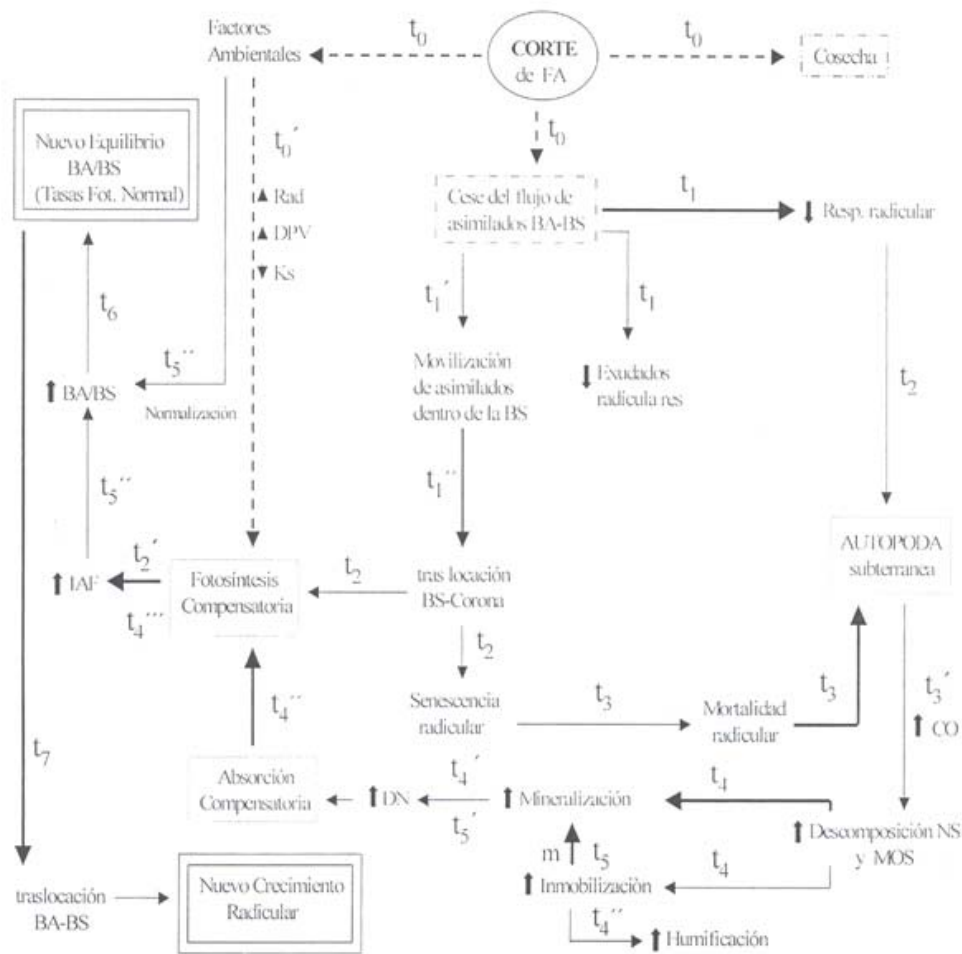 Factores
Ambientales
t0
CORTE
de FA
t0
Cosecha
t0
Nuevo Equilibrio
BA/BS
(Tasas Fot. Normal)
t0´
▲ Rad
▲ DPV
▼ Ks
Cese del flujo de
asimilados BA-BS
t1
⬇ Resp. radicular
t1´
t1
t6
Movilización
de asimilados
dentro de la BS
⬇ Exudados
radicula res
t2
t5´´
⬆ BA/BS
Normalización
t1´´
t5´´
AUTOPODA
subterranea
t2´
⬆ IAF
t4´´´
Fotosíntesis
Compensatoria
t2
tras locación
BS-Corona
t2
t4´´
Senescencia
radicular
t3
Mortalidad
radicular
t3
t3´
⬆ CO
t7
Absorción
Compensatoria
⬆ DN
t4´
t5´
⬆ Mineralización
t4
⬆ Descomposición NS
y MOS
m
t5
t4
⬆ Inmobilización
t4´´
⬆ Humificación
traslocación
BA-BS
Nuevo Crecimiento
Radicular